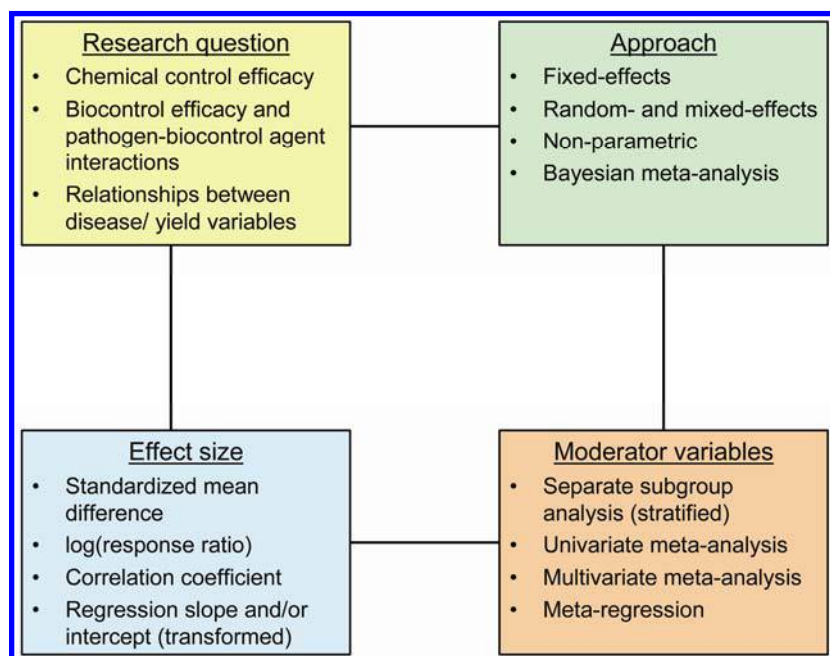 Research question
• Chemical control efficacy
• Biocontrol efficacy and
pathogen-biocontrol agent
interactions
• Relationships between
disease/ yield variables
Approach
• Fixed-effects
• Random- and mixed-effects
• Non-parametric
• Bayesian meta-analysis
Effect size
• Standardized mean
difference
• log(response ratio)
• Correlation coefficient
• Regression slope and/or
intercept (transformed)
Moderator variables
• Separate subgroup
analysis (stratified)
• Univariate meta-analysis
• Multivariate meta-analysis
• Meta-regression